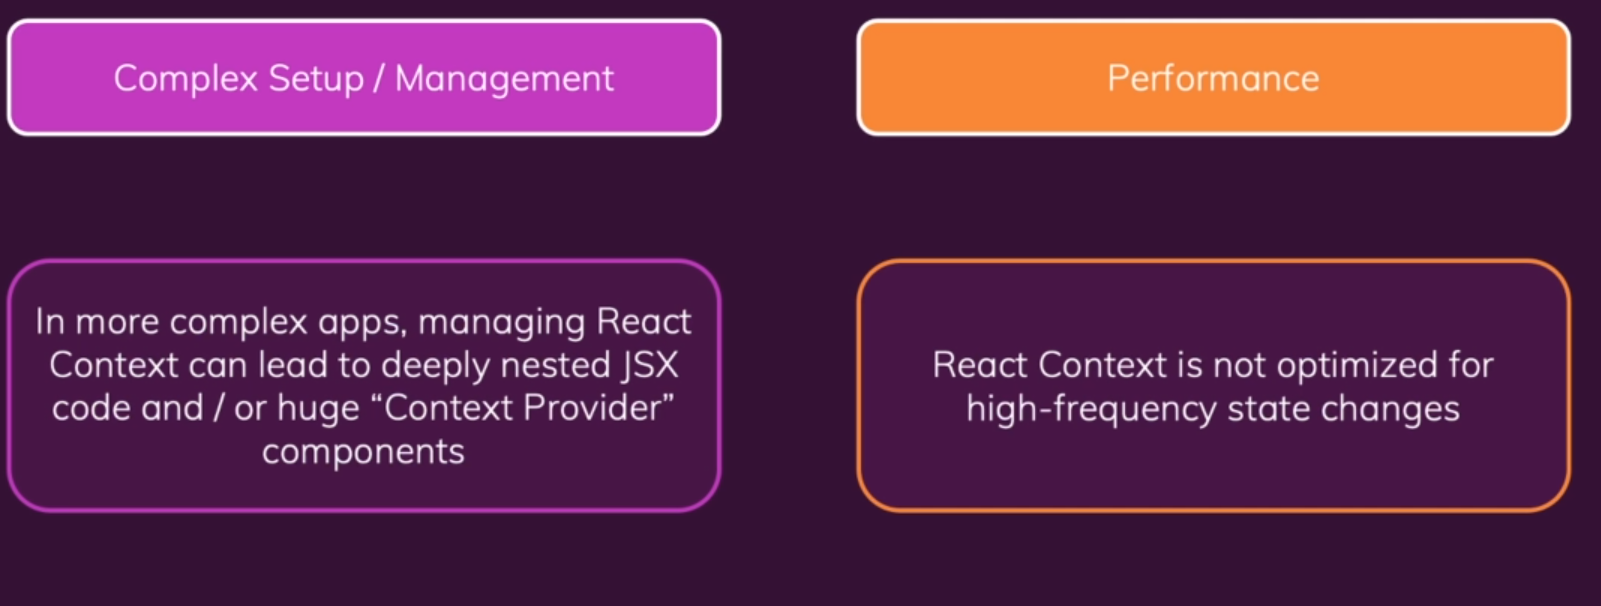 Complex Setup / Management
Performance
In more complex apps, managing React
Context can lead to deeply nested JSX
code and / or huge “Context Provider”
components
React Context is not optimized for
high-frequency state changes